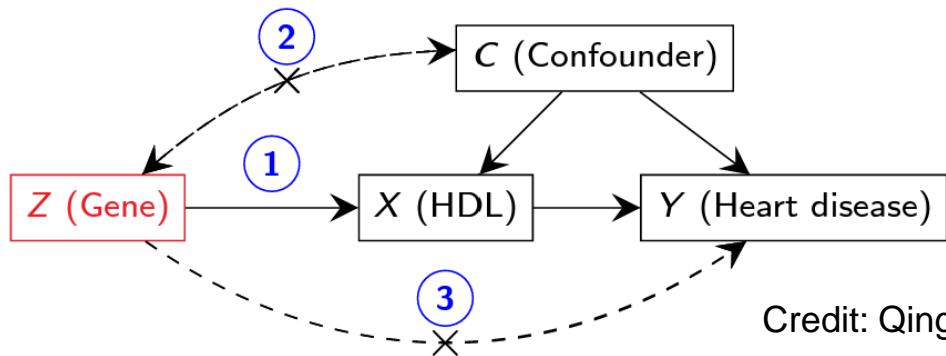 2
C (Confounder)
1
Z (Gene)
X (HDL)
Y (Heart disease)
3
Credit: Qing